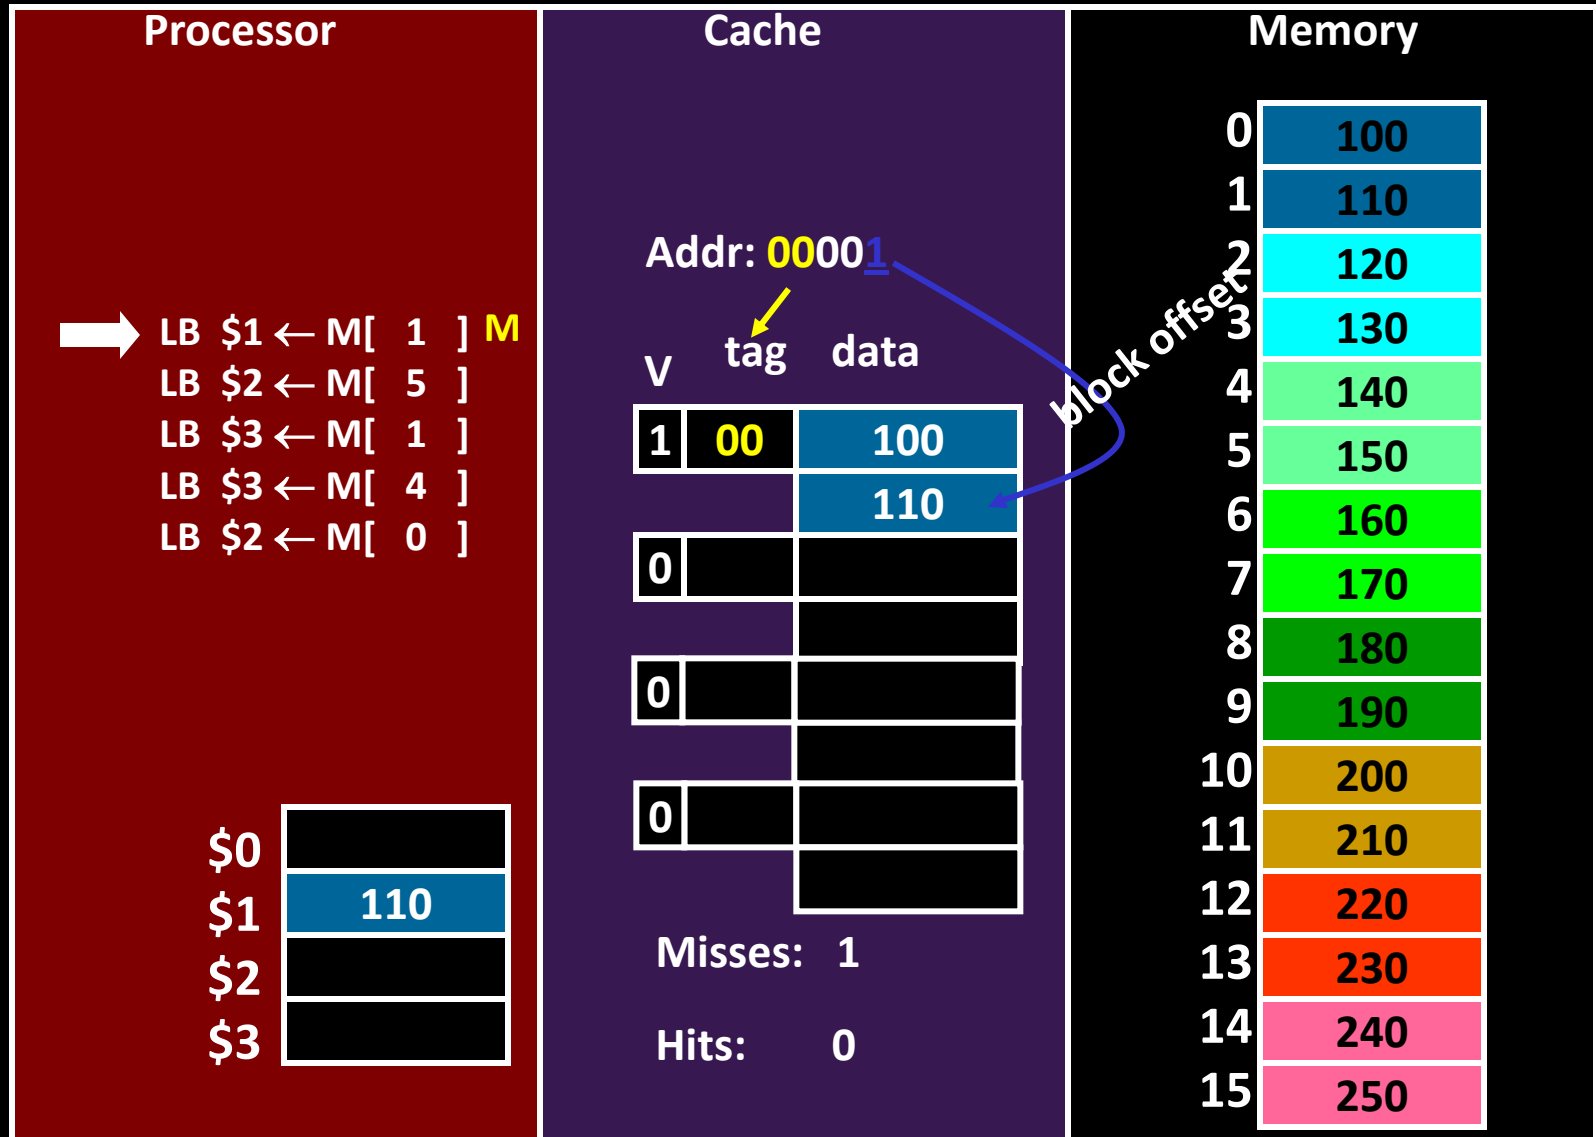 Processor
LB $1 ← M[ 1 ] M
LB $2 ← M[ 5 ]
LB $3 ← M[ 1 ]
LB $3 ← M[ 4 ]
LB $2 ← M[ 0 ]
$0
$1 110
$2
$3
Cache
Addr: 00001
V tag data
1 00 100
110
0
0
0
Misses: 1
Hits: 0
block offset
Memory
0 100
1 110
2 120
3 130
4 140
5 150
6 160
7 170
8 180
9 190
10 200
11 210
12 220
13 230
14 240
15 250